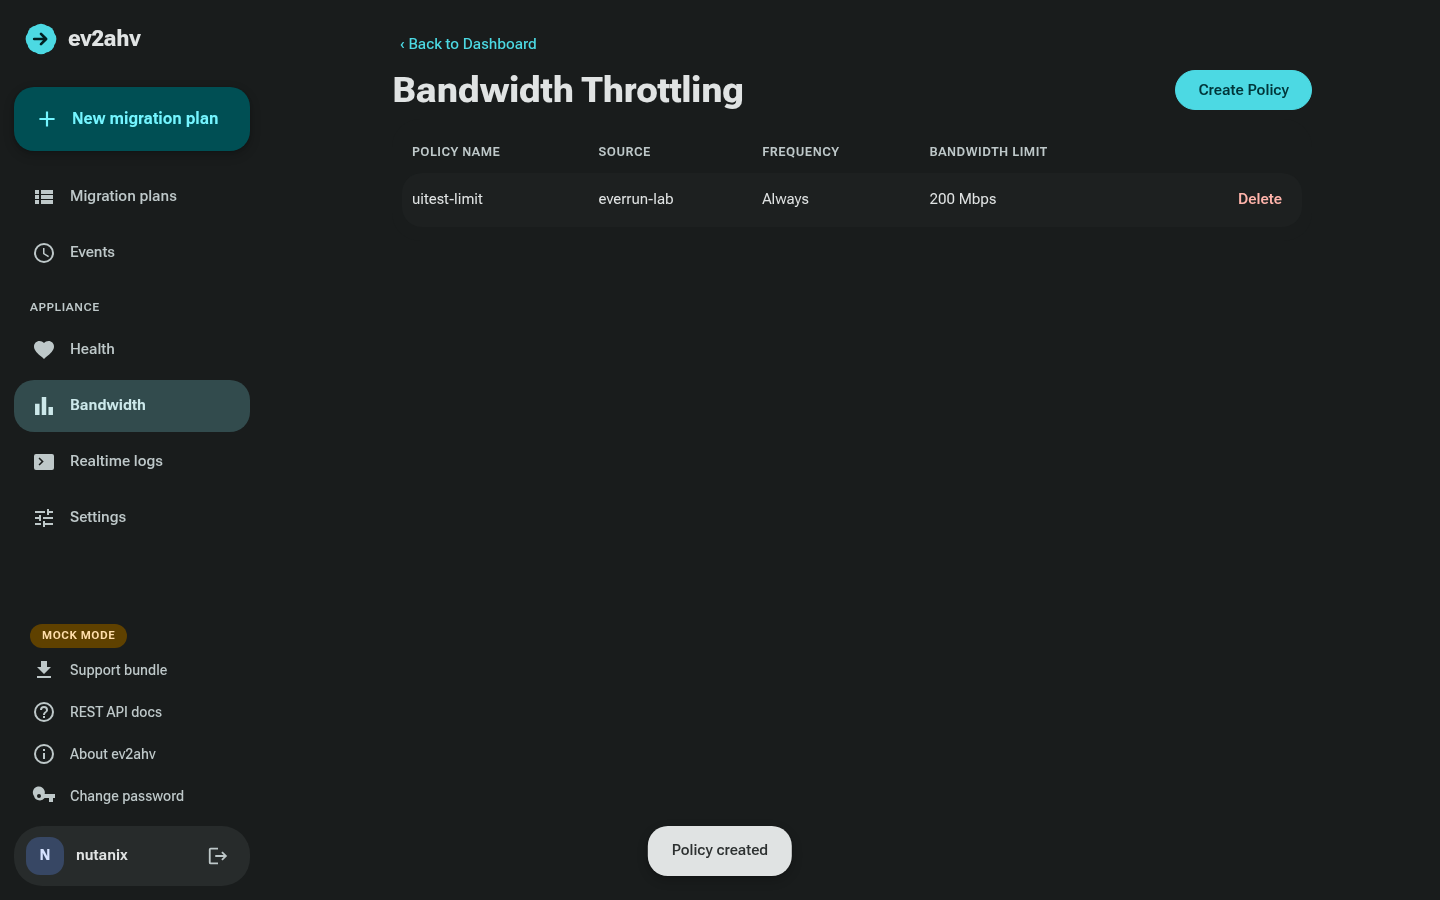 ev2ahv
New migration plan
Migration plans
Events
APPLIANCE
Health
Bandwidth
Realtime logs
Settings
MOCK MODE
Support bundle
REST API docs
About ev2ahv
Change password
N nutanix
‹ Back to Dashboard
Bandwidth Throttling
Create Policy
POLICY NAME SOURCE FREQUENCY BANDWIDTH LIMIT
uitest-limit everrun-lab Always 200 Mbps Delete
Policy created